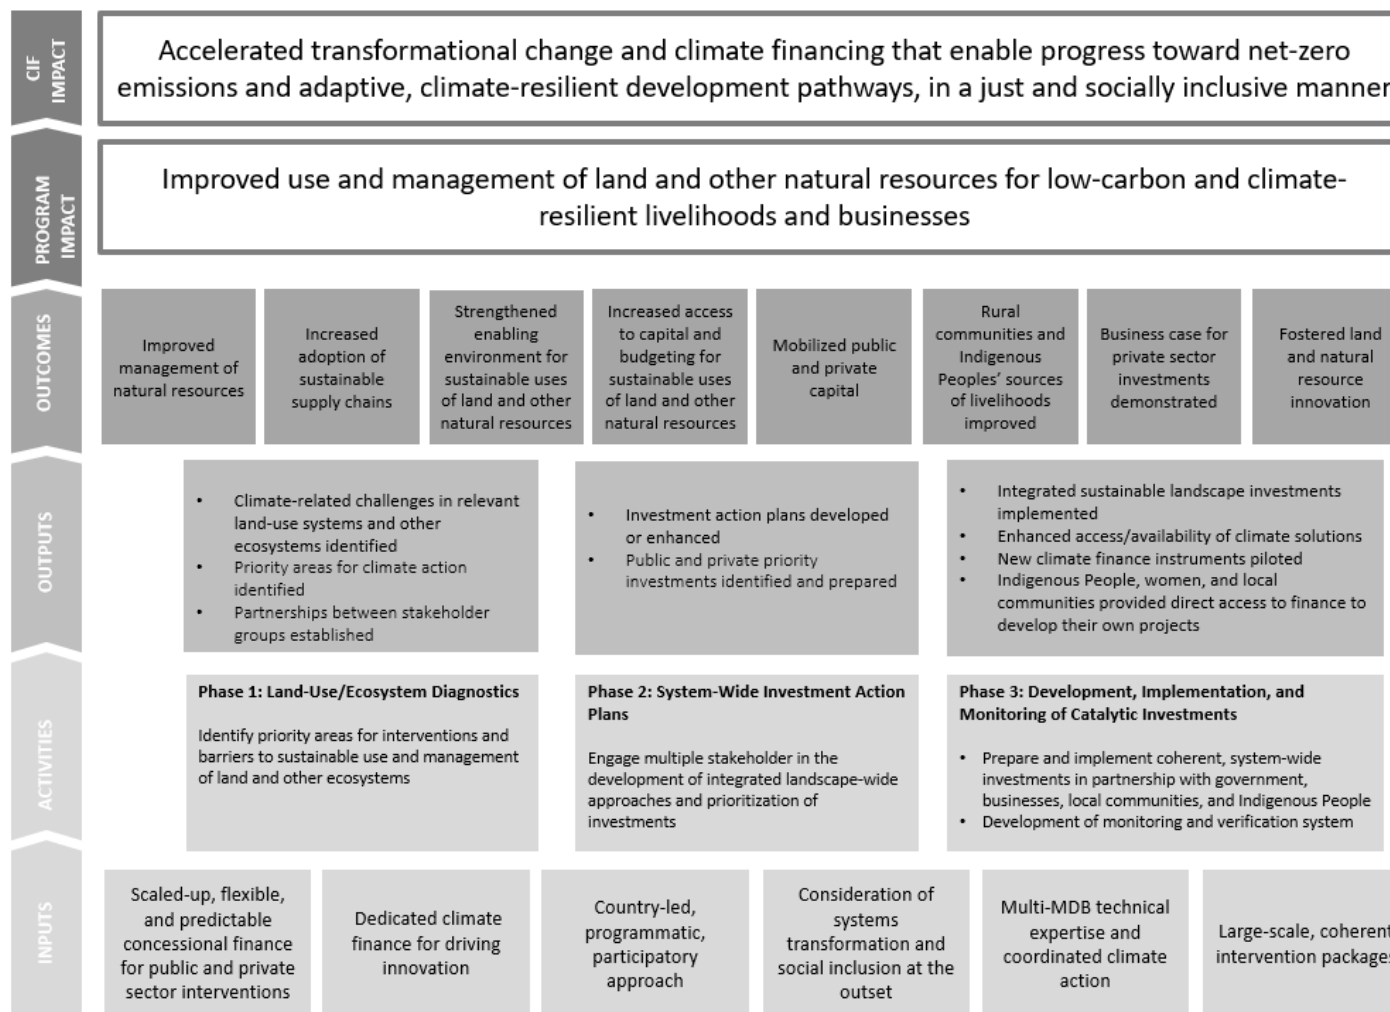 CIF
IMPACT
Accelerated transformational change and climate financing that enable progress toward net-zero
emissions and adaptive, climate-resilient development pathways, in a just and socially inclusive manner
PROGRAM
IMPACT
Improved use and management of land and other natural resources for low-carbon and climate-
resilient livelihoods and businesses
OUTCOMES
Improved
management of
natural resources
Increased
adoption of
sustainable
supply chains
Strengthened
enabling
environment for
sustainable uses
of land and other
natural resources
Increased access
to capital and
budgeting for
sustainable uses
of land and other
natural resources
Mobilized public
and private
capital
Rural
communities and
Indigenous
Peoples’ sources
of livelihoods
improved
Business case for
private sector
investments
demonstrated
Fostered land
and natural
resource
innovation
OUTPUTS
• Climate-related challenges in relevant
land-use systems and other
ecosystems identified
• Priority areas for climate action
identified
• Partnerships between stakeholder
groups established
• Investment action plans developed
or enhanced
• Public and private priority
investments identified and prepared
• Integrated sustainable landscape investments
implemented
• Enhanced access/availability of climate solutions
• New climate finance instruments piloted
• Indigenous People, women, and local
communities provided direct access to finance to
develop their own projects
ACTIVITIES
Phase 1: Land-Use/Ecosystem Diagnostics
Identify priority areas for interventions and
barriers to sustainable use and management
of land and other ecosystems
Phase 2: System-Wide Investment Action
Plans
Engage multiple stakeholder in the
development of integrated landscape-wide
approaches and prioritization of
investments
Phase 3: Development, Implementation, and
Monitoring of Catalytic Investments
• Prepare and implement coherent, system-wide
investments in partnership with government,
businesses, local communities, and Indigenous People
• Development of monitoring and verification system
INPUTS
Scaled-up, flexible,
and predictable
concessional finance
for public and private
sector interventions
Dedicated climate
finance for driving
innovation
Country-led,
programmatic,
participatory
approach
Consideration of
systems
transformation and
social inclusion at the
outset
Multi-MDB technical
expertise and
coordinated climate
action
Large-scale, coherent
intervention packages